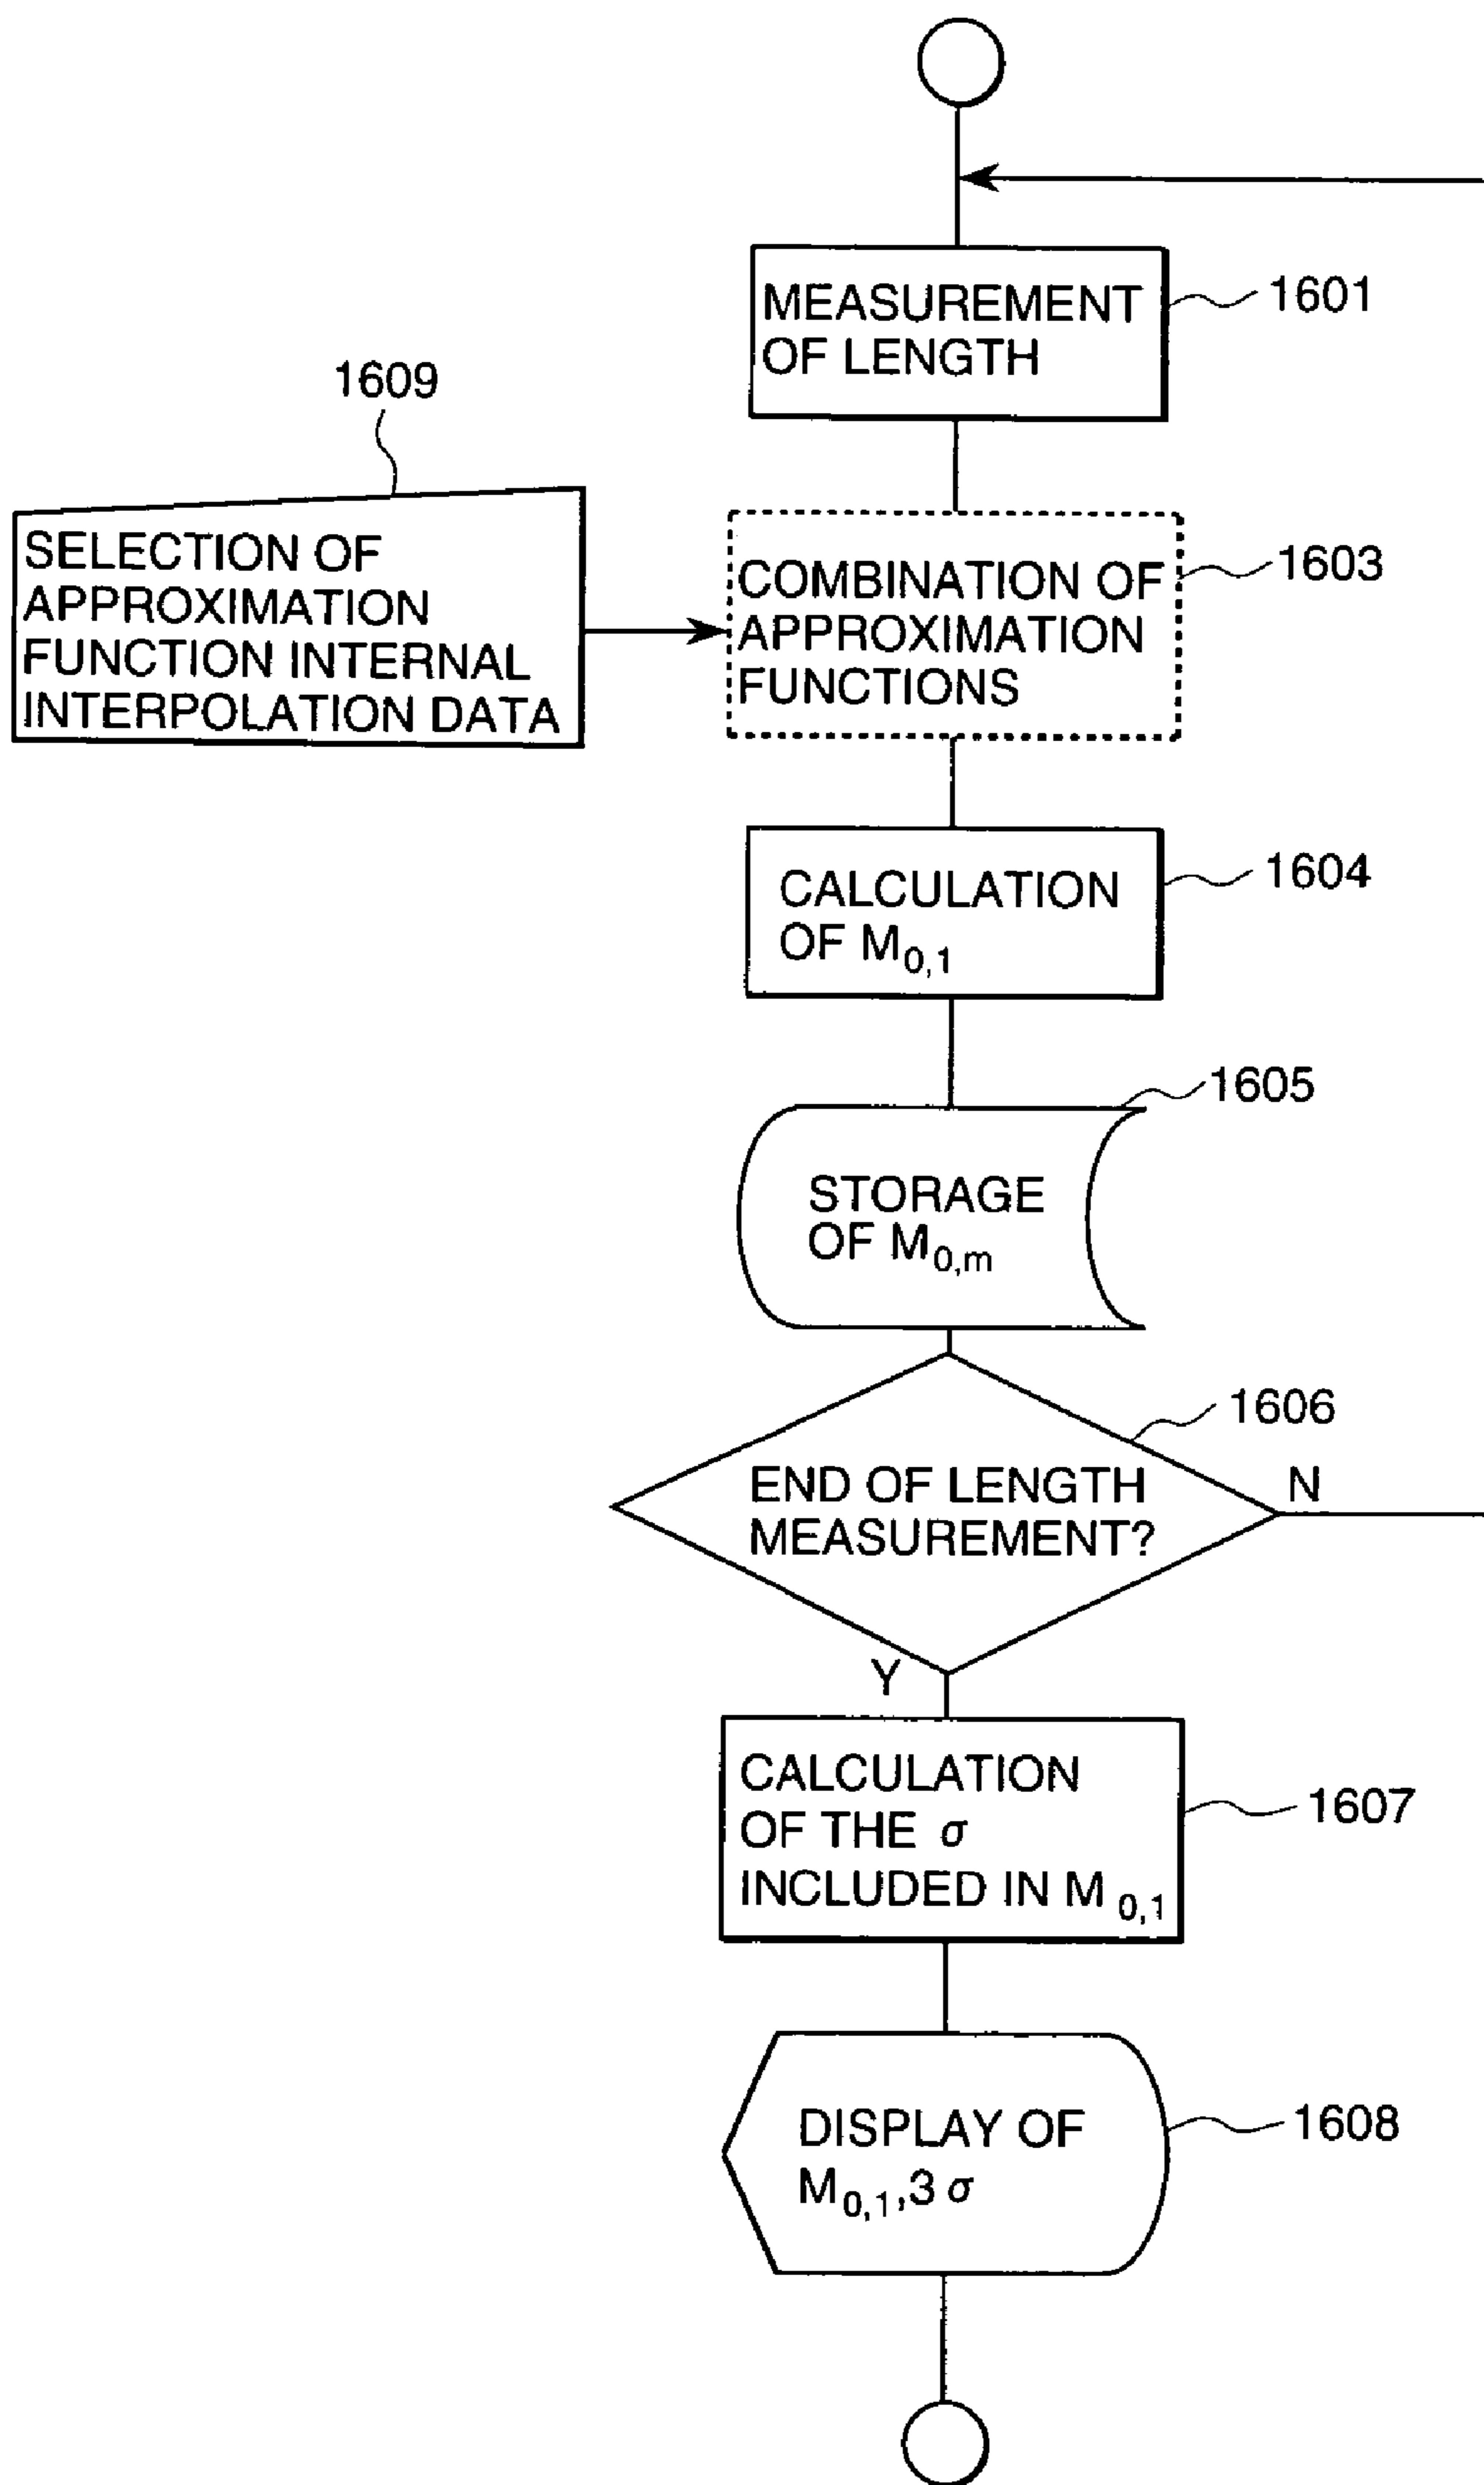 1601
MEASUREMENT
OF LENGTH
1609
SELECTION OF
APPROXIMATION
FUNCTION INTERNAL
INTERPOLATION DATA
1603
COMBINATION OF
APPROXIMATION
FUNCTIONS
1604
CALCULATION
OF M0,1
1605
STORAGE
OF M0,m
1606
END OF LENGTH
MEASUREMENT?
N
Y
CALCULATION
OF THE σ
INCLUDED IN M0,1
1607
DISPLAY OF
M0,1,3σ
1608